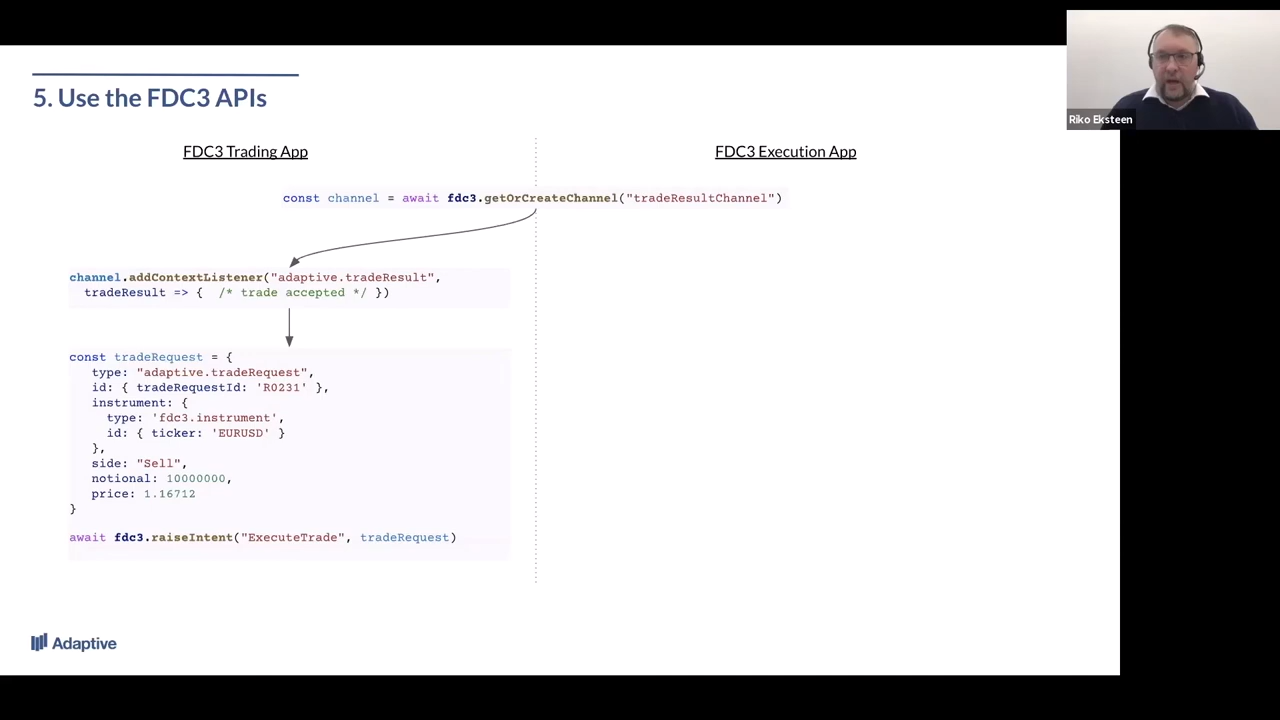 5. Use the FDC3 APIs
Riko Eksteen
FDC3 Trading App
FDC3 Execution App
const channel = await fdc3.getOrCreateChannel("tradeResultChannel")
channel.addContextListener("adaptive.tradeResult",
tradeResult => { /* trade accepted */ })
const tradeRequest = {
type: "adaptive.tradeRequest",
id: { tradeRequestId: 'R0231' },
instrument: {
type: 'fdc3.instrument',
id: { ticker: 'EURUSD' }
},
side: "Sell",
notional: 10000000,
price: 1.16712
}
await fdc3.raiseIntent("ExecuteTrade", tradeRequest)
Adaptive